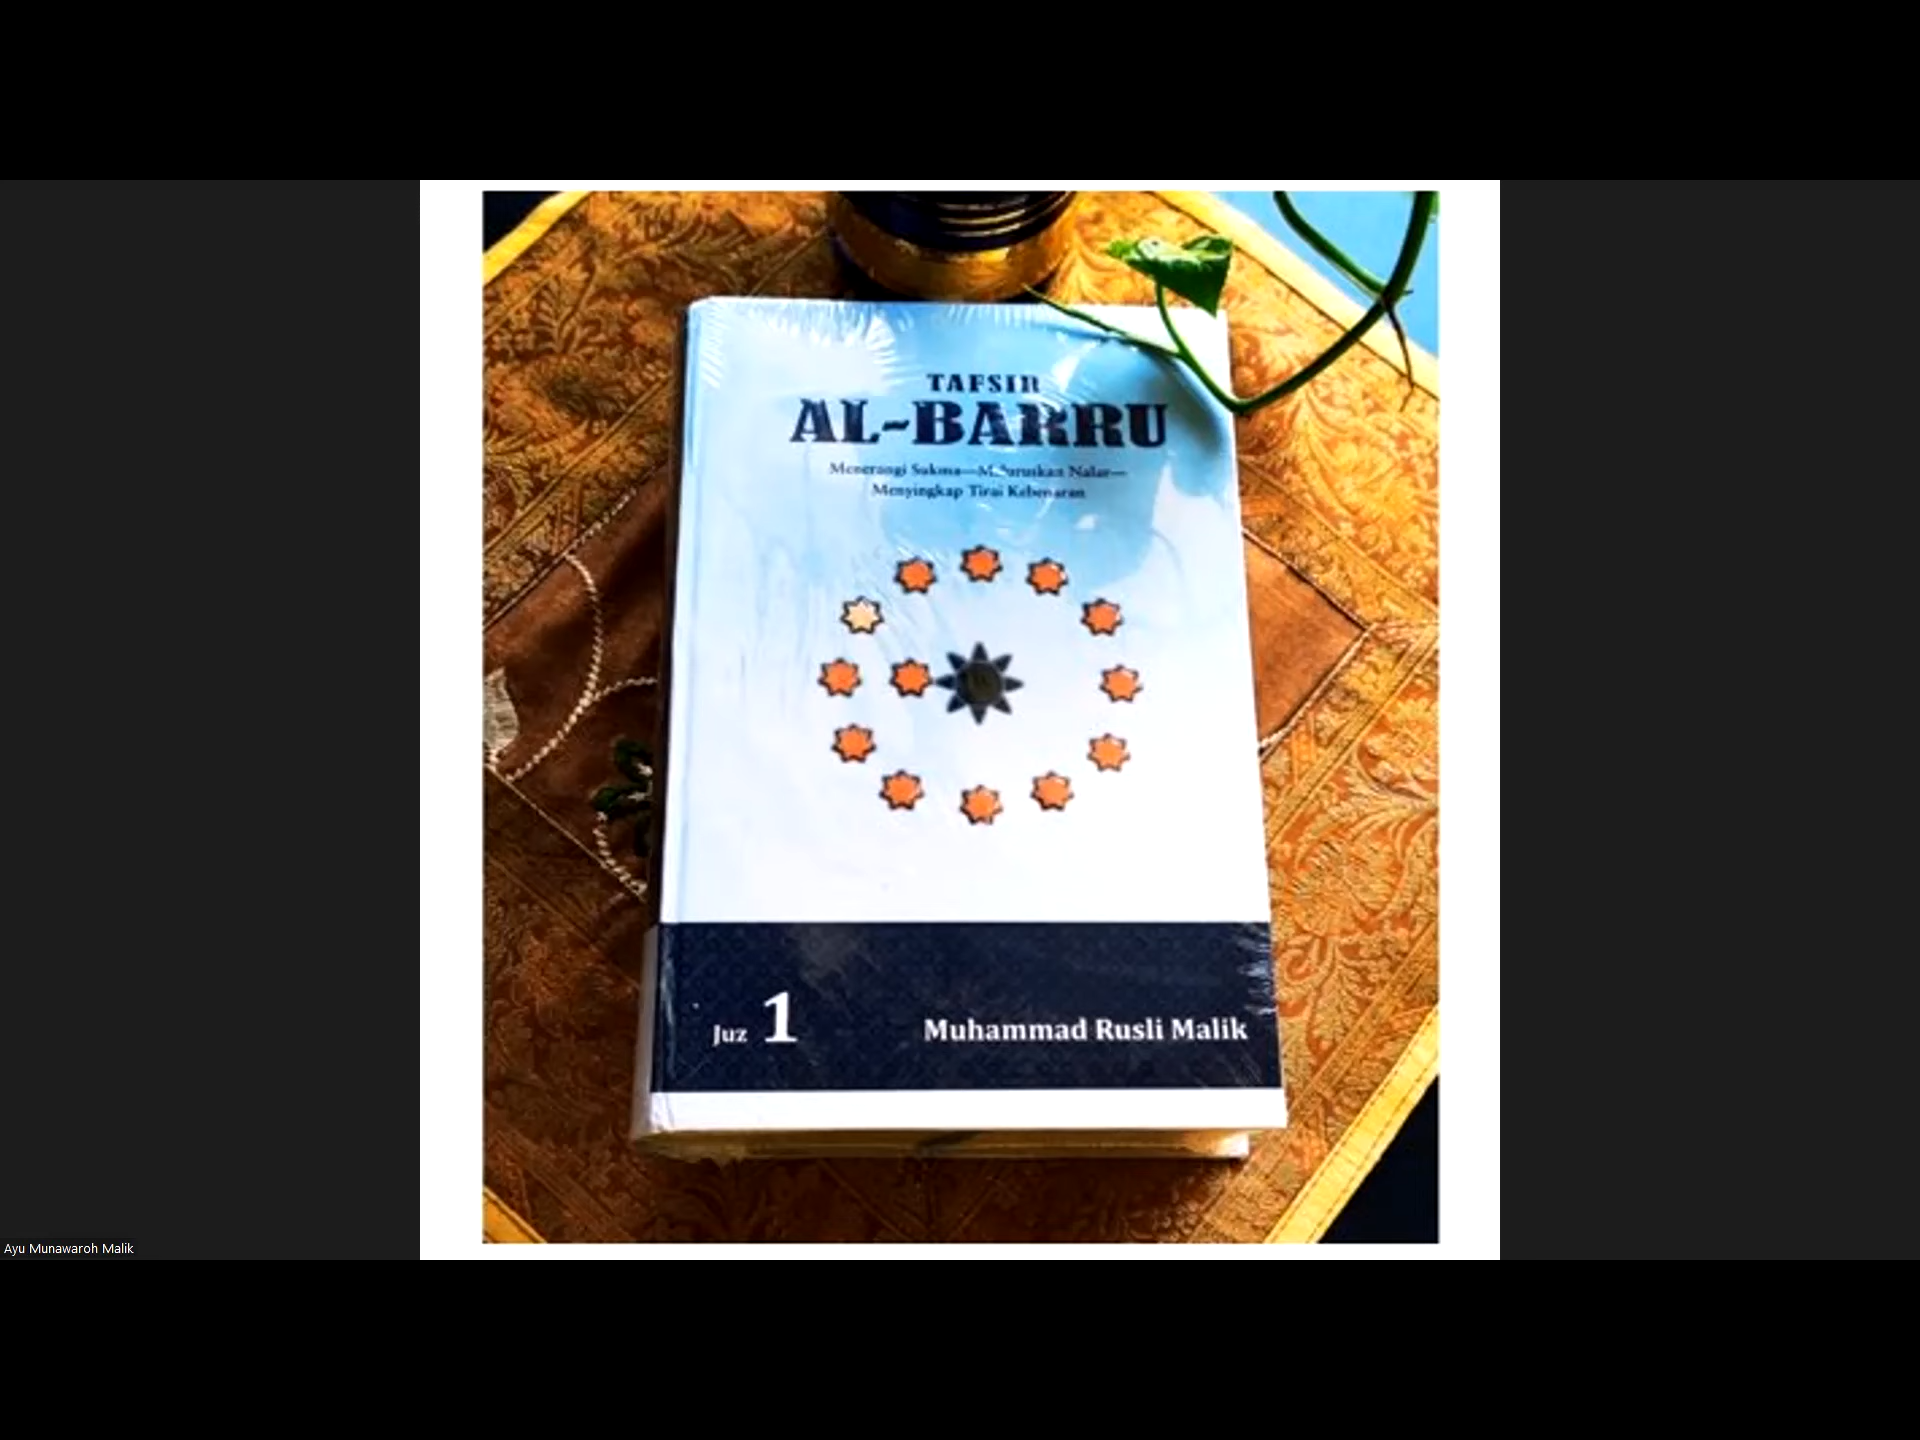 TAFSIR
AL-BARRU
Menerangi Sukma—Meluruskan Nalar—
Menyingkap Tirai Kebenaran
Juz 1
Muhammad Rusli Malik
Ayu Munawaroh Malik